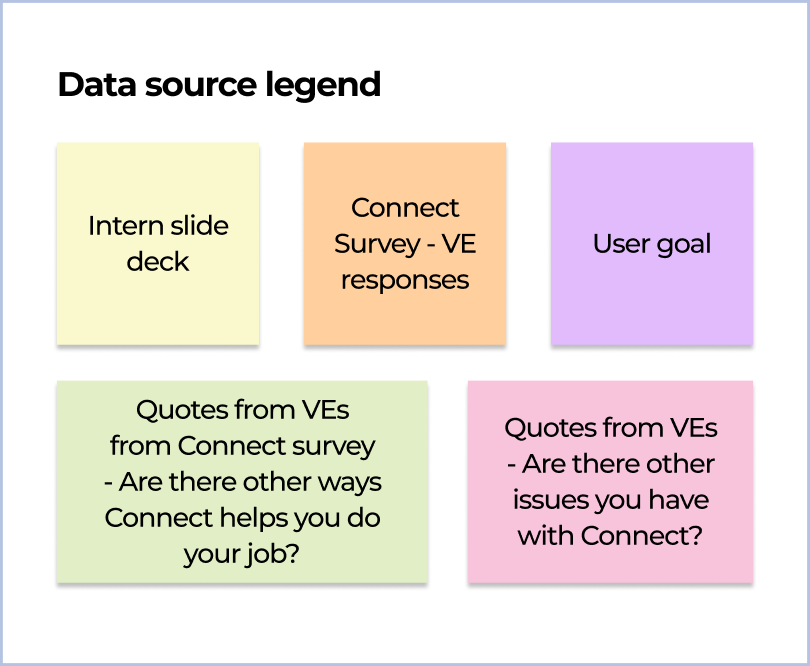 Data source legend
Intern slide
deck
Connect
Survey - VE
responses
User goal
Quotes from VEs
from Connect survey
- Are there other ways
Connect helps you do
your job?
Quotes from VEs
- Are there other
issues you have
with Connect?